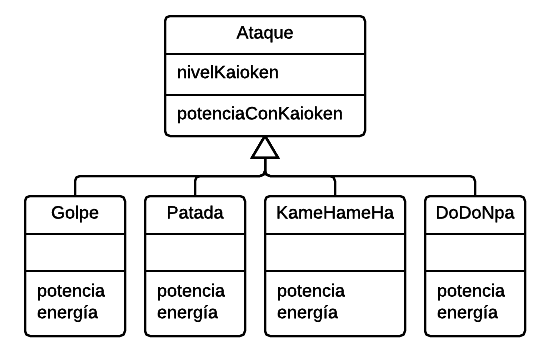 Ataque
nivelKaioken
potenciaConKaioken
Golpe
potencia
energía
Patada
potencia
energía
KameHameHa
potencia
energía
DoDoNpa
potencia
energía